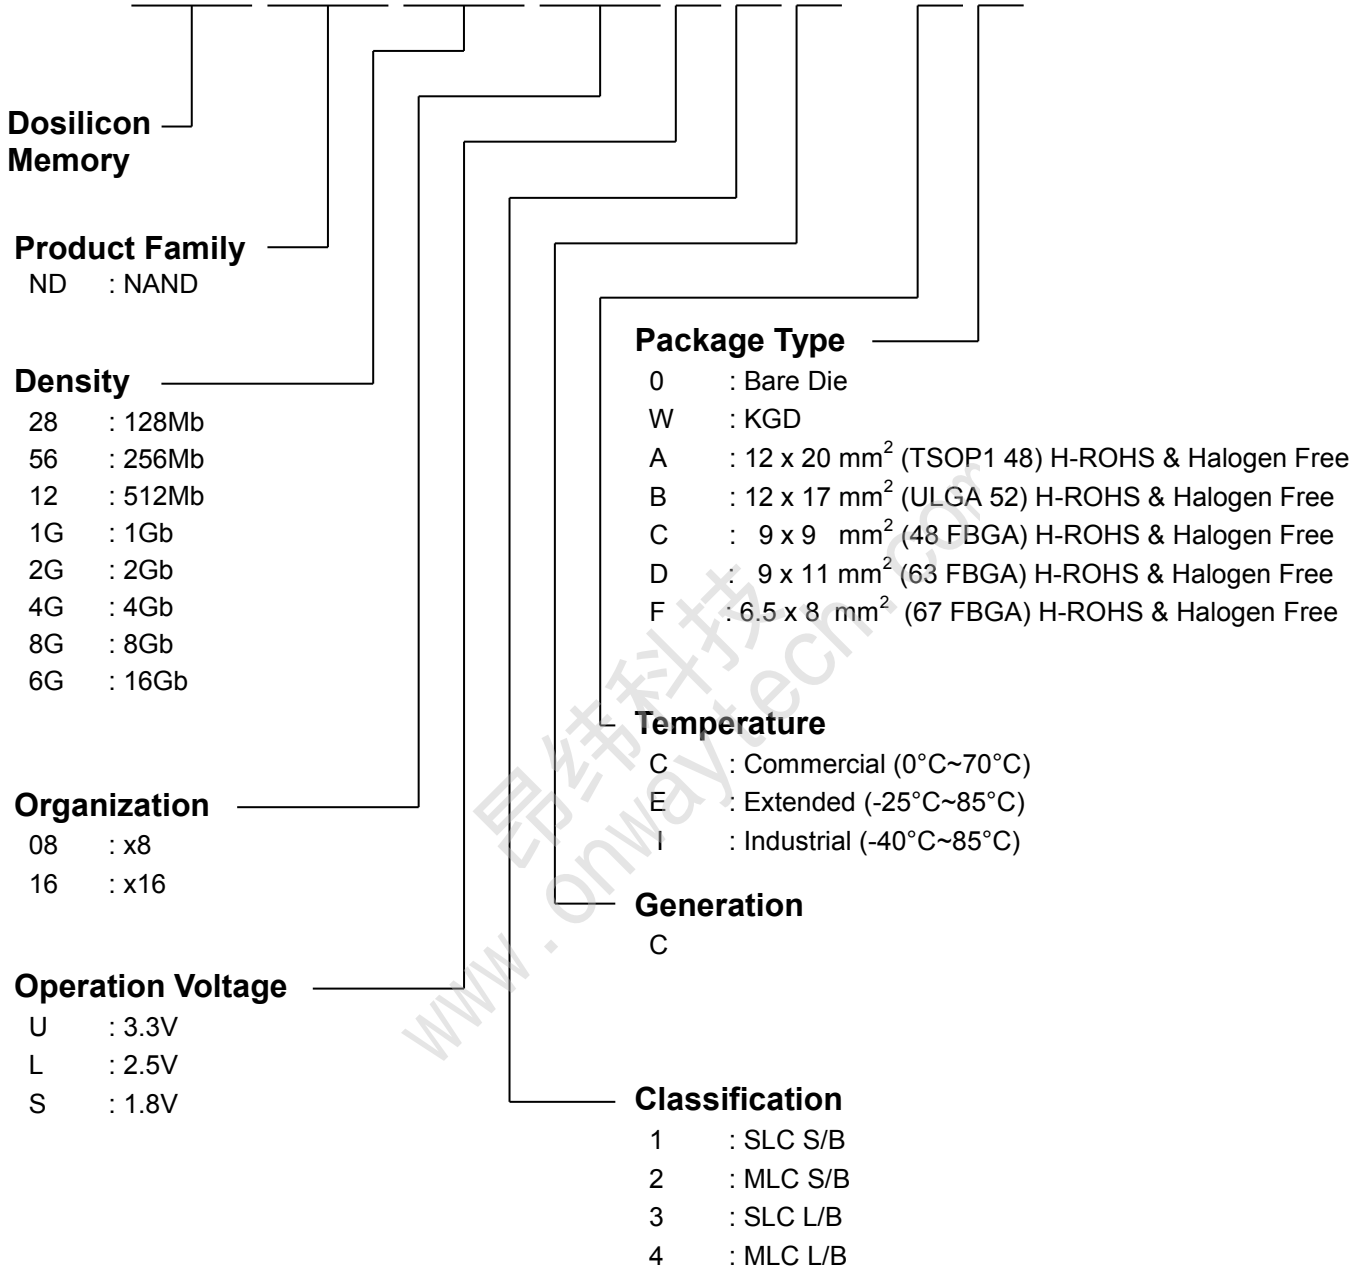 Dosilicon
Memory
Product Family
ND : NAND
Density
28 : 128Mb
56 : 256Mb
12 : 512Mb
1G : 1Gb
2G : 2Gb
4G : 4Gb
8G : 8Gb
6G : 16Gb
Organization
08 : x8
16 : x16
Operation Voltage
U : 3.3V
L : 2.5V
S : 1.8V
Package Type
0 : Bare Die
W : KGD
A : 12 x 20 mm² (TSOP1 48) H-ROHS & Halogen Free
B : 12 x 17 mm² (ULGA 52) H-ROHS & Halogen Free
C : 9 x 9 mm² (48 FBGA) H-ROHS & Halogen Free
D : 9 x 11 mm² (63 FBGA) H-ROHS & Halogen Free
F : 6.5 x 8 mm² (67 FBGA) H-ROHS & Halogen Free
Temperature
C : Commercial (0°C~70°C)
E : Extended (-25°C~85°C)
I : Industrial (-40°C~85°C)
Generation
C
Classification
1 : SLC S/B
2 : MLC S/B
3 : SLC L/B
4 : MLC L/B
昂纬科技
www.onwaytech.com